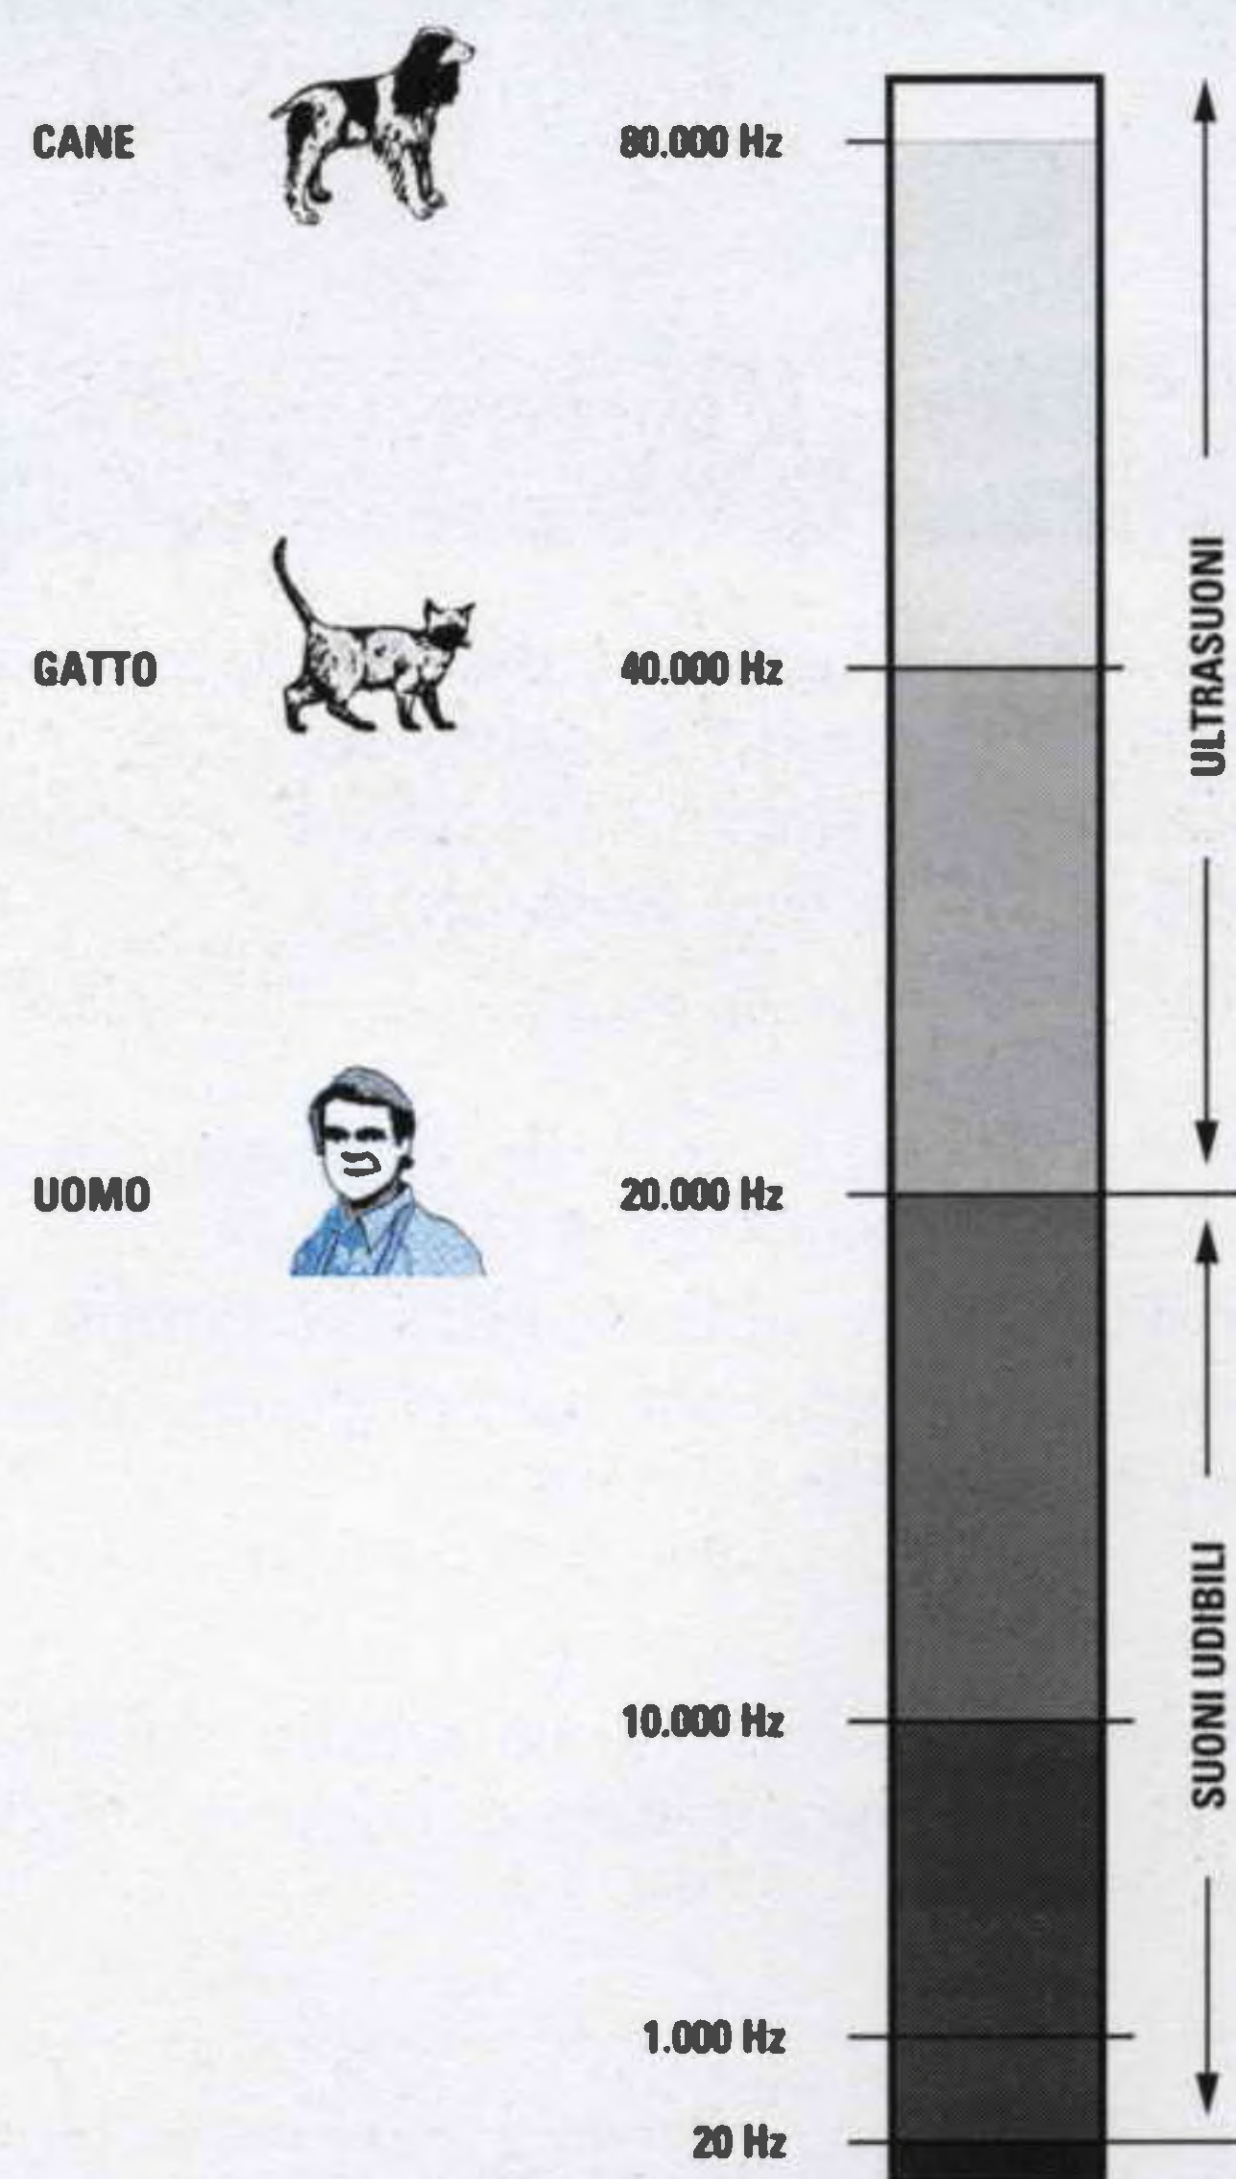 CANE 80.000 Hz
GATTO 40.000 Hz
ULTRASUONI
UOMO 20.000 Hz
10.000 Hz
SUONI UDIBILI
1.000 Hz
20 Hz